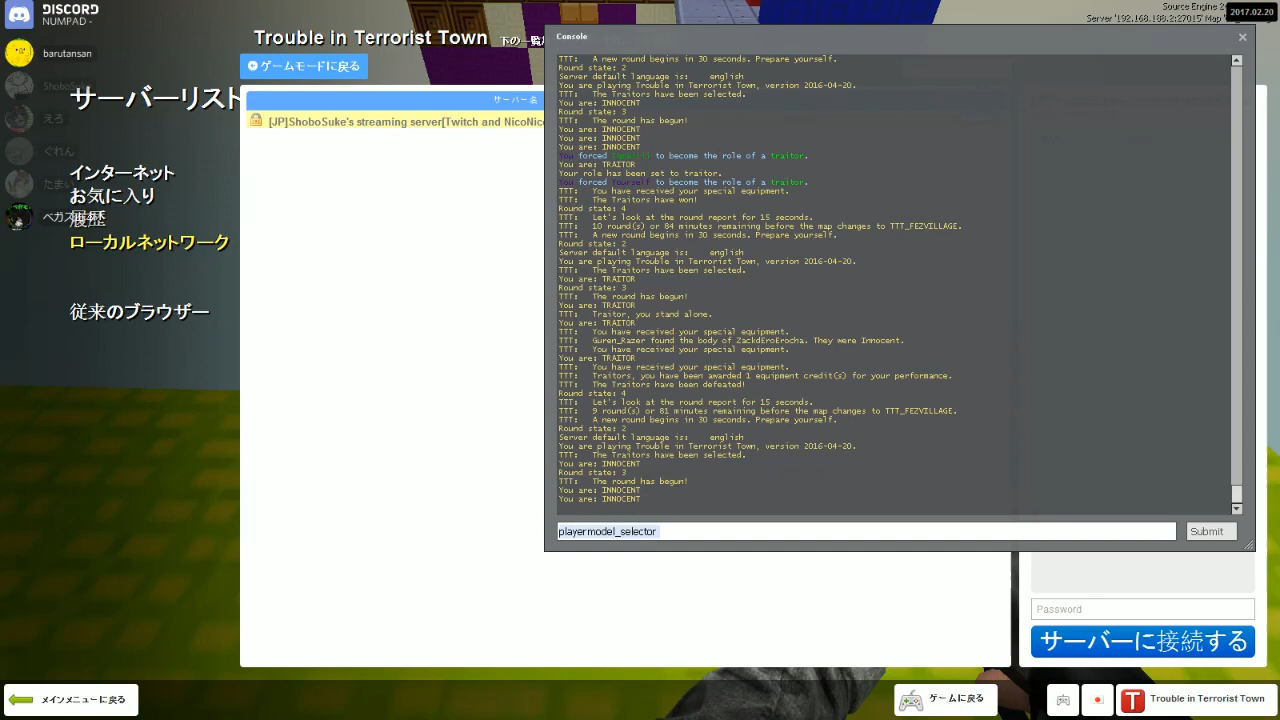 DISCORD
NUMPAD -
barutansan
ShoboSuke
えろ
ぐれん
たまい
ベガス
Trouble in Terrorist Town
ゲームモードに戻る
サーバーリスト
インターネット
お気に入り
履歴
ローカルネットワーク
従来のブラウザー
サーバー名
[JP]ShoboSuke's streaming server[Twitch and NicoNico
Source Engine
2017.02.20
Server '192.168.188.2:27015' Map
Console
TTT: A new round begins in 30 seconds. Prepare yourself.
Round state: 2
Server default language is: english
You are playing Trouble in Terrorist Town, version 2016-04-20.
TTT: The Traitors have been selected.
You are: INNOCENT
Round state: 3
TTT: The round has begun!
You are: INNOCENT
You are: INNOCENT
You are: INNOCENT
You forced to become the role of a traitor.
You are: TRAITOR
Your role has been set to traitor.
You forced Yourself to become the role of a traitor.
TTT: You have received your special equipment.
TTT: The Traitors have won!
Round state: 4
TTT: Let's look at the round report for 15 seconds.
TTT: 10 round(s) or 84 minutes remaining before the map changes to TTT_FEZVILLAGE.
TTT: A new round begins in 30 seconds. Prepare yourself.
Round state: 2
Server default language is: english
You are playing Trouble in Terrorist Town, version 2016-04-20.
TTT: The Traitors have been selected.
You are: TRAITOR
Round state: 3
TTT: The round has begun!
You are: TRAITOR
TTT: Traitor, you stand alone.
You are: TRAITOR
TTT: You have received your special equipment.
TTT: Guren_Razer found the body of ZackdEroErocha. They were Innocent.
TTT: You have received your special equipment.
You are: TRAITOR
TTT: You have received your special equipment.
TTT: Traitors, you have been awarded 1 equipment credit(s) for your performance.
TTT: The Traitors have been defeated!
Round state: 4
TTT: Let's look at the round report for 15 seconds.
TTT: 9 round(s) or 81 minutes remaining before the map changes to TTT_FEZVILLAGE.
TTT: A new round begins in 30 seconds. Prepare yourself.
Round state: 2
Server default language is: english
You are playing Trouble in Terrorist Town, version 2016-04-20.
TTT: The Traitors have been selected.
You are: INNOCENT
Round state: 3
TTT: The round has begun!
You are: INNOCENT
You are: INNOCENT
playermodel_selector
Submit
Password
サーバーに接続する
メインメニューに戻る
ゲームに戻る
T Trouble in Terrorist Town